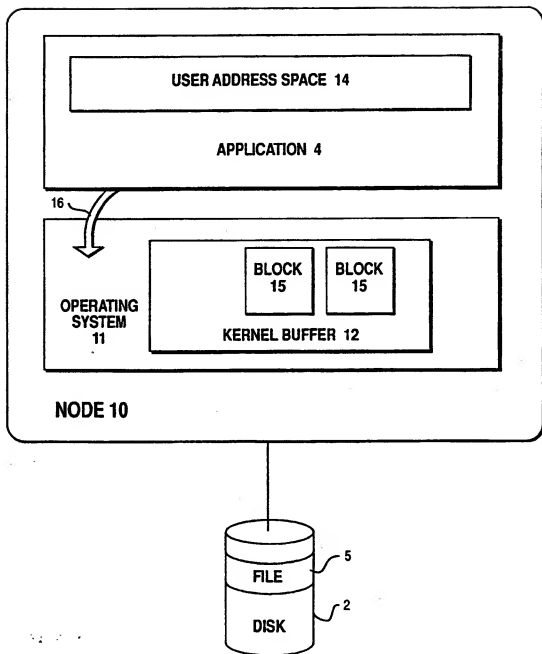 USER ADDRESS SPACE 14
APPLICATION 4
16
BLOCK
15
BLOCK
15
OPERATING
SYSTEM
11
KERNEL BUFFER 12
NODE 10
5
FILE
DISK
2